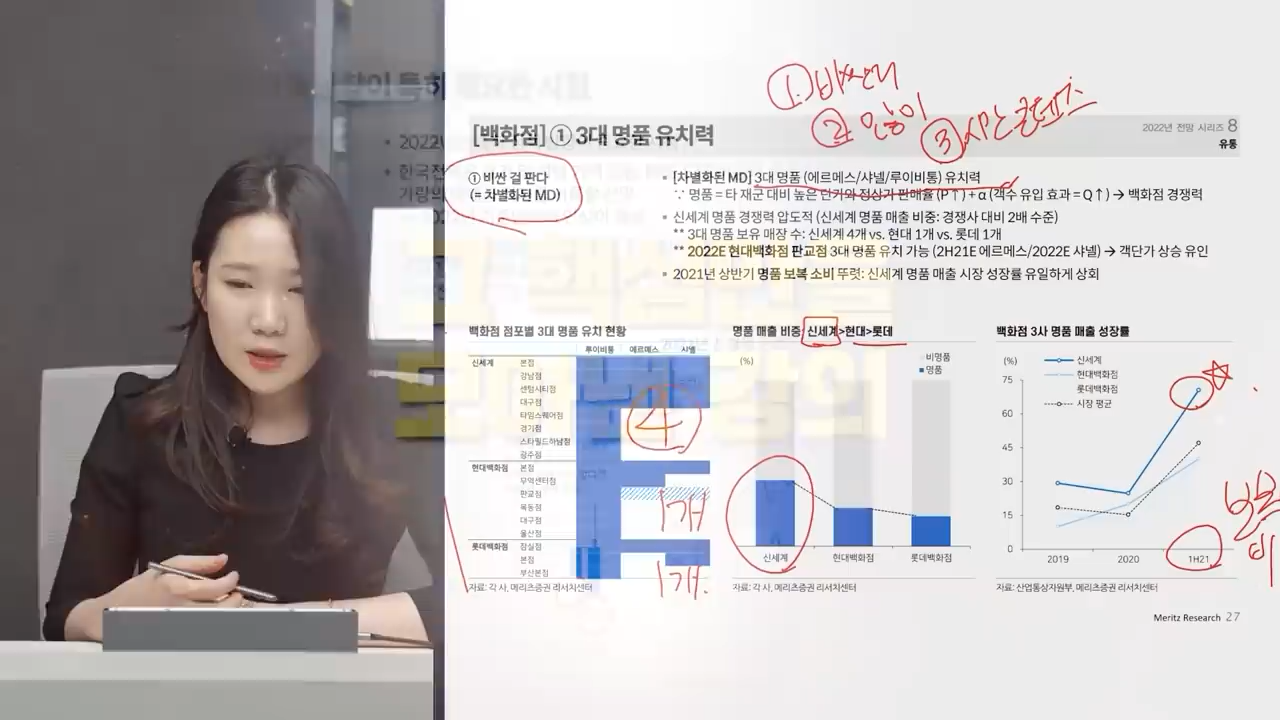 ① 비싼거
② 많이
③ 시간 클렌즈
[백화점] ① 3대 명품 유치력
2022년 전망 시리즈 8
유통
① 비싼 걸 판다
(= 차별화된 MD)
[차별화된 MD] 3대 명품 (에르메스/샤넬/루이비통) 유치력
∵ 명품 = 타 재군 대비 높은 단가와 정상가 판매율 (P↑) + α (객수 유입 효과 = Q↑) → 백화점 경쟁력
신세계 명품 경쟁력 압도적 (신세계 명품 매출 비중: 경쟁사 대비 2배 수준)
** 3대 명품 보유 매장 수: 신세계 4개 vs. 현대 1개 vs. 롯데 1개
** 2022E 현대백화점 판교점 3대 명품 유치 가능 (2H21E 에르메스/2022E 샤넬) → 객단가 상승 유인
2021년 상반기 명품 보복 소비 뚜렷: 신세계 명품 매출 시장 성장률 유일하게 상회
백화점 점포별 3대 명품 유치 현황
루이비통 에르메스 샤넬
신세계 본점
강남점
센텀시티점
대구점
타임스퀘어점
경기점
스타필드하남점
광주점
현대백화점 본점
무역센터점
판교점
목동점
대구점
울산점
롯데백화점 잠실점
본점
부산본점
4
1개
1개.
자료: 각 사, 메리츠증권 리서치센터
명품 매출 비중: 신세계>현대>롯데
(%)
비명품
명품
신세계 현대백화점 롯데백화점
자료: 각 사, 메리츠증권 리서치센터
백화점 3사 명품 매출 성장률
(%)
신세계
현대백화점
롯데백화점
시장 평균
75
60
45
30
15
0
2019 2020 1H21
자료: 산업통상자원부, 메리츠증권 리서치센터
Meritz Research 27